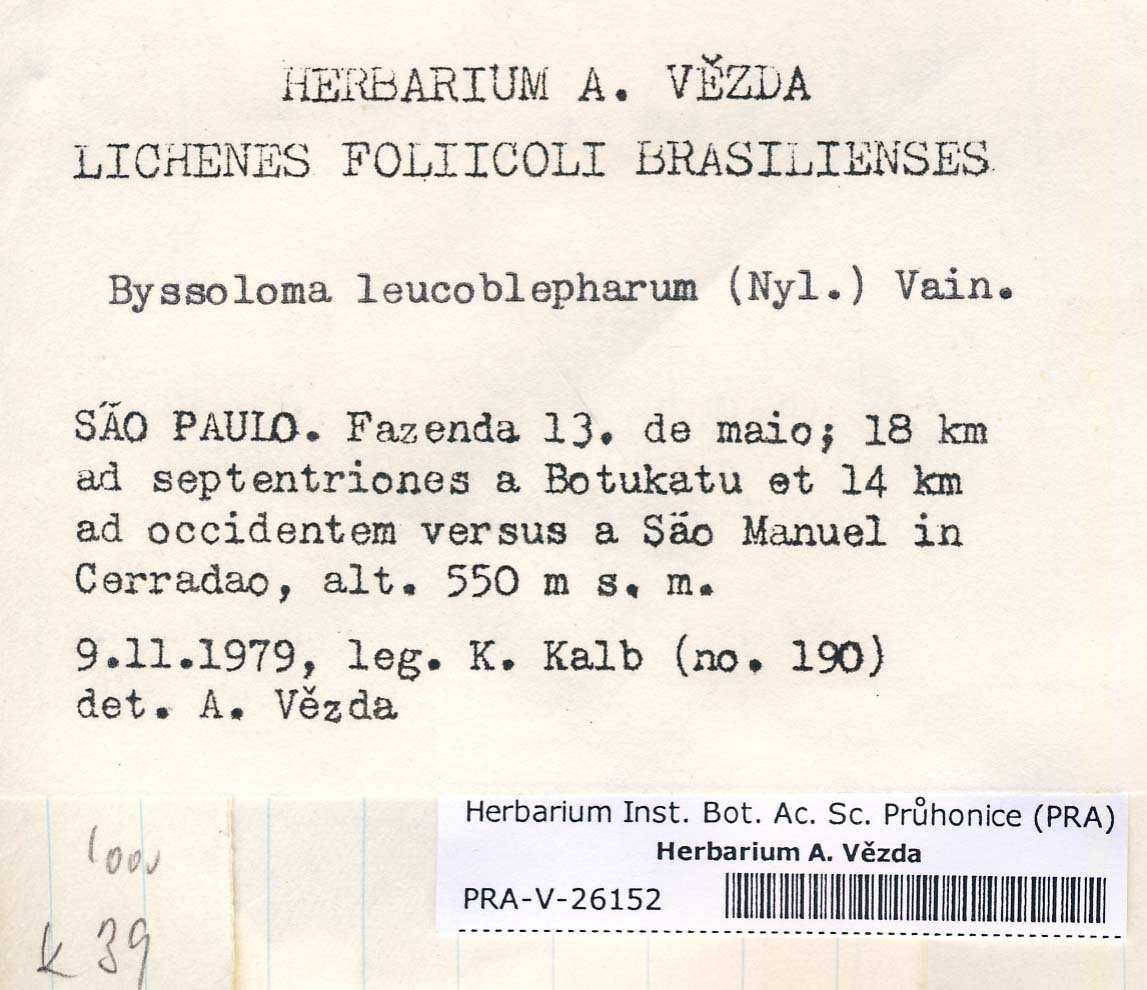 HERBARIUM A. VĚZDA
LICHENES FOLIICOLI BRASILIENSES
Byssoloma leucoblepharum (Nyl.) Vain.
SÃO PAULO. Fazenda 13. de maio; 18 km
ad septentriones a Botukatu et 14 km
ad occidentem versus a São Manuel in
Cerradao, alt. 550 m s. m.
9.11.1979, leg. K. Kalb (no. 190)
det. A. Vězda
Herbarium Inst. Bot. Ac. Sc. Průhonice (PRA)
Herbarium A. Vězda
PRA-V-26152
K 39